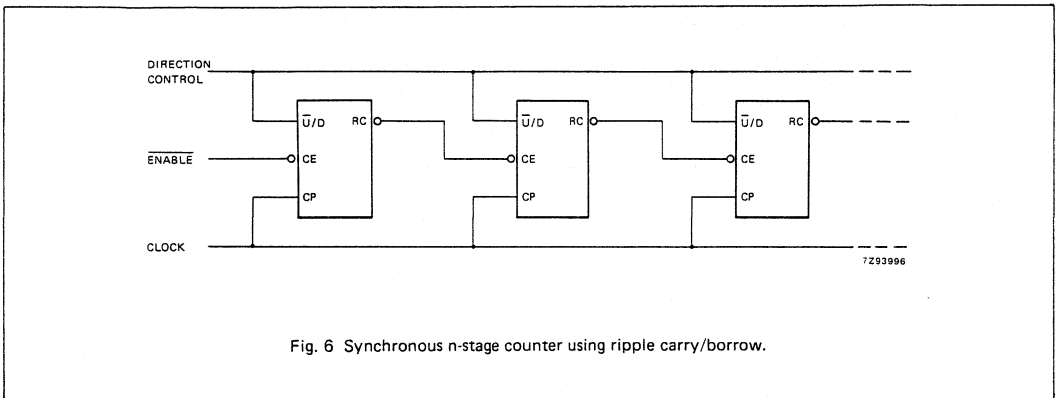 DIRECTION
CONTROL
U̅/D RC
U̅/D RC
U̅/D RC
E̅N̅A̅B̅L̅E̅
CE
CE
CE
CP
CP
CP
CLOCK
7Z93996
Fig. 6 Synchronous n-stage counter using ripple carry/borrow.